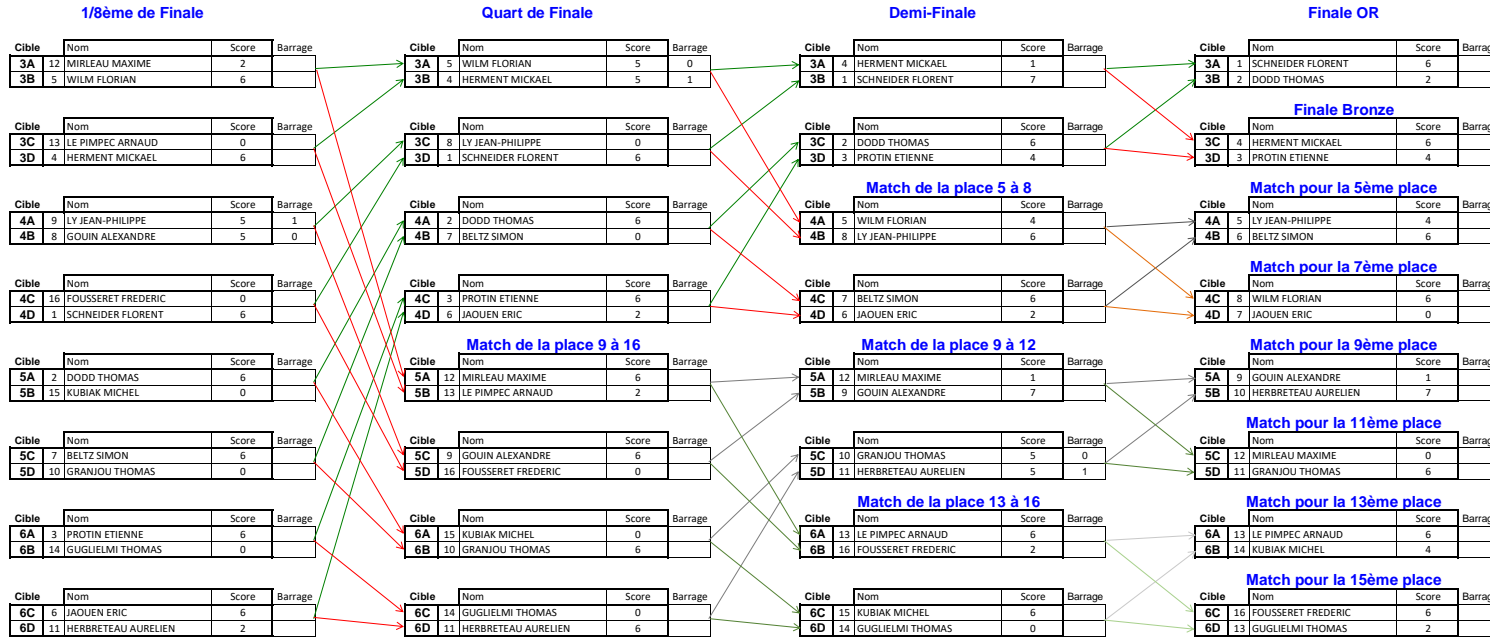 1/8ème de Finale Quart de Finale Demi-Finale Finale OR
Cible Nom Score Barrage Cible Nom Score Barrage Cible Nom Score Barrage Cible Nom Score Barrag
3A 12 MIRLEAU MAXIME 2 3A 5 WILM FLORIAN 5 0 3A 4 HERMENT MICKAEL 1 3A 1 SCHNEIDER FLORENT 6
3B 5 WILM FLORIAN 6 3B 4 HERMENT MICKAEL 5 1 3B 1 SCHNEIDER FLORENT 7 3B 2 DODD THOMAS 2
Finale Bronze
Cible Nom Score Barrage Cible Nom Score Barrage Cible Nom Score Barrage Cible Nom Score Barrag
3C 13 LE PIMPEC ARNAUD 0 3C 8 LY JEAN-PHILIPPE 0 3C 2 DODD THOMAS 6 3C 4 HERMENT MICKAEL 6
3D 4 HERMENT MICKAEL 6 3D 1 SCHNEIDER FLORENT 6 3D 3 PROTIN ETIENNE 4 3D 3 PROTIN ETIENNE 4
Match de la place 5 à 8 Match pour la 5ème place
Cible Nom Score Barrage Cible Nom Score Barrage Cible Nom Score Barrage Cible Nom Score Barrag
4A 9 LY JEAN-PHILIPPE 5 1 4A 2 DODD THOMAS 6 4A 5 WILM FLORIAN 4 4A 5 LY JEAN-PHILIPPE 4
4B 8 GOUIN ALEXANDRE 5 0 4B 7 BELTZ SIMON 0 4B 8 LY JEAN-PHILIPPE 6 4B 6 BELTZ SIMON 6
Match pour la 7ème place
Cible Nom Score Barrage Cible Nom Score Barrage Cible Nom Score Barrage Cible Nom Score Barrag
4C 16 FOUSSERET FREDERIC 0 4C 3 PROTIN ETIENNE 6 4C 7 BELTZ SIMON 6 4C 8 WILM FLORIAN 6
4D 1 SCHNEIDER FLORENT 6 4D 6 JAOUEN ERIC 2 4D 6 JAOUEN ERIC 2 4D 7 JAOUEN ERIC 0
Match de la place 9 à 16 Match de la place 9 à 12 Match pour la 9ème place
Cible Nom Score Barrage Cible Nom Score Barrage Cible Nom Score Barrage Cible Nom Score Barrag
5A 2 DODD THOMAS 6 5A 12 MIRLEAU MAXIME 6 5A 12 MIRLEAU MAXIME 1 5A 9 GOUIN ALEXANDRE 1
5B 15 KUBIAK MICHEL 0 5B 13 LE PIMPEC ARNAUD 2 5B 9 GOUIN ALEXANDRE 7 5B 10 HERBRETEAU AURELIEN 7
Match pour la 11ème place
Cible Nom Score Barrage Cible Nom Score Barrage Cible Nom Score Barrage Cible Nom Score Barrag
5C 7 BELTZ SIMON 6 5C 9 GOUIN ALEXANDRE 6 5C 10 GRANJOU THOMAS 5 0 5C 12 MIRLEAU MAXIME 0
5D 10 GRANJOU THOMAS 0 5D 16 FOUSSERET FREDERIC 0 5D 11 HERBRETEAU AURELIEN 5 1 5D 11 GRANJOU THOMAS 6
Match de la place 13 à 16 Match pour la 13ème place
Cible Nom Score Barrage Cible Nom Score Barrage Cible Nom Score Barrage Cible Nom Score Barrag
6A 3 PROTIN ETIENNE 6 6A 15 KUBIAK MICHEL 0 6A 13 LE PIMPEC ARNAUD 6 6A 13 LE PIMPEC ARNAUD 6
6B 14 GUGLIELMI THOMAS 0 6B 10 GRANJOU THOMAS 6 6B 16 FOUSSERET FREDERIC 2 6B 14 KUBIAK MICHEL 4
Match pour la 15ème place
Cible Nom Score Barrage Cible Nom Score Barrage Cible Nom Score Barrage Cible Nom Score Barrag
6C 6 JAOUEN ERIC 6 6C 14 GUGLIELMI THOMAS 0 6C 15 KUBIAK MICHEL 6 6C 16 FOUSSERET FREDERIC 6
6D 11 HERBRETEAU AURELIEN 2 6D 11 HERBRETEAU AURELIEN 6 6D 14 GUGLIELMI THOMAS 0 6D 13 GUGLIELMI THOMAS 2